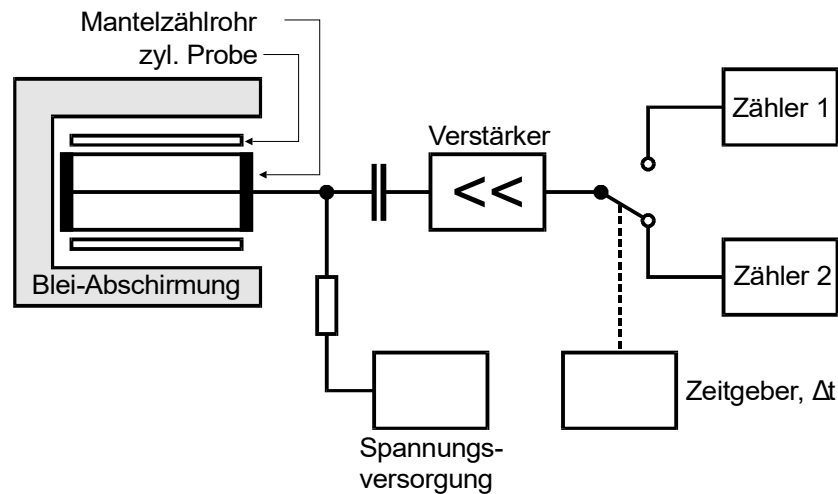 Mantelzählrohr
zyl. Probe
Verstärker
<<
Zähler 1
Blei-Abschirmung
Zähler 2
Zeitgeber, Δt
Spannungs-
versorgung